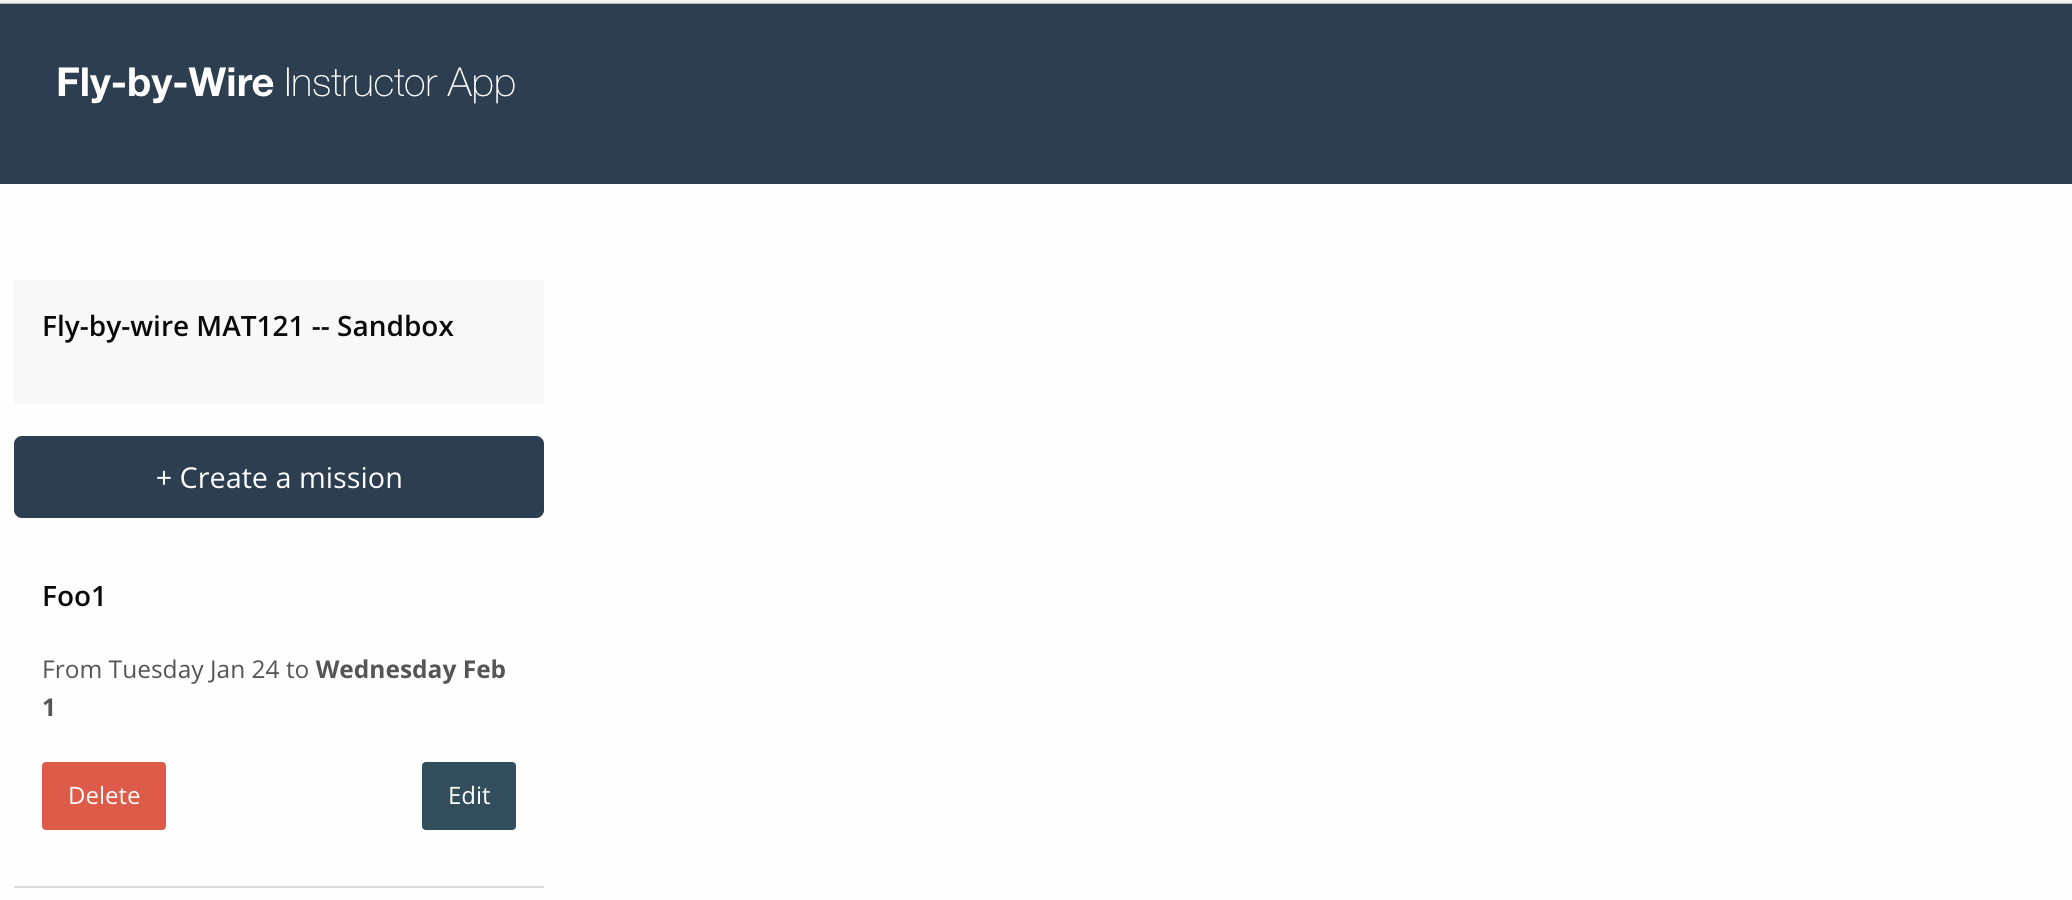 Fly-by-Wire Instructor App
Fly-by-wire MAT121 -- Sandbox
+ Create a mission
Foo1
From Tuesday Jan 24 to Wednesday Feb
1
Delete
Edit